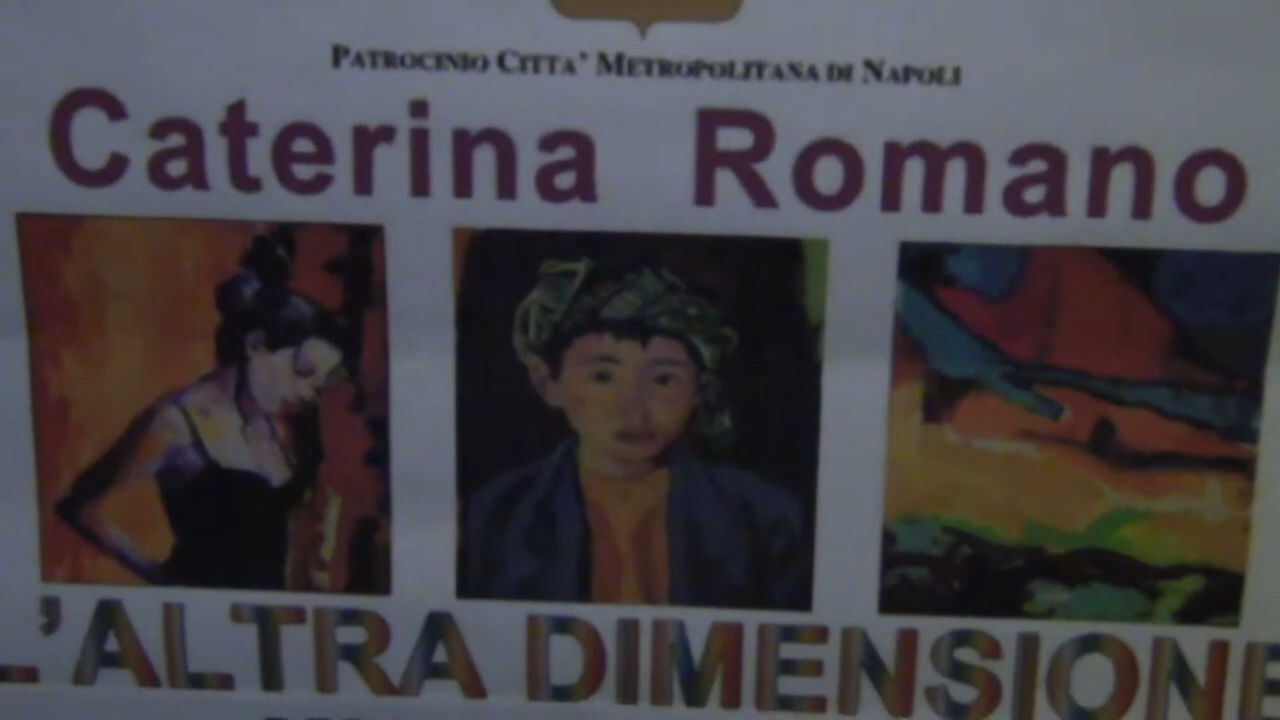 PATROCINIO CITTA' METROPOLITANA DI NAPOLI
Caterina Romano
L'ALTRA DIMENSIONE